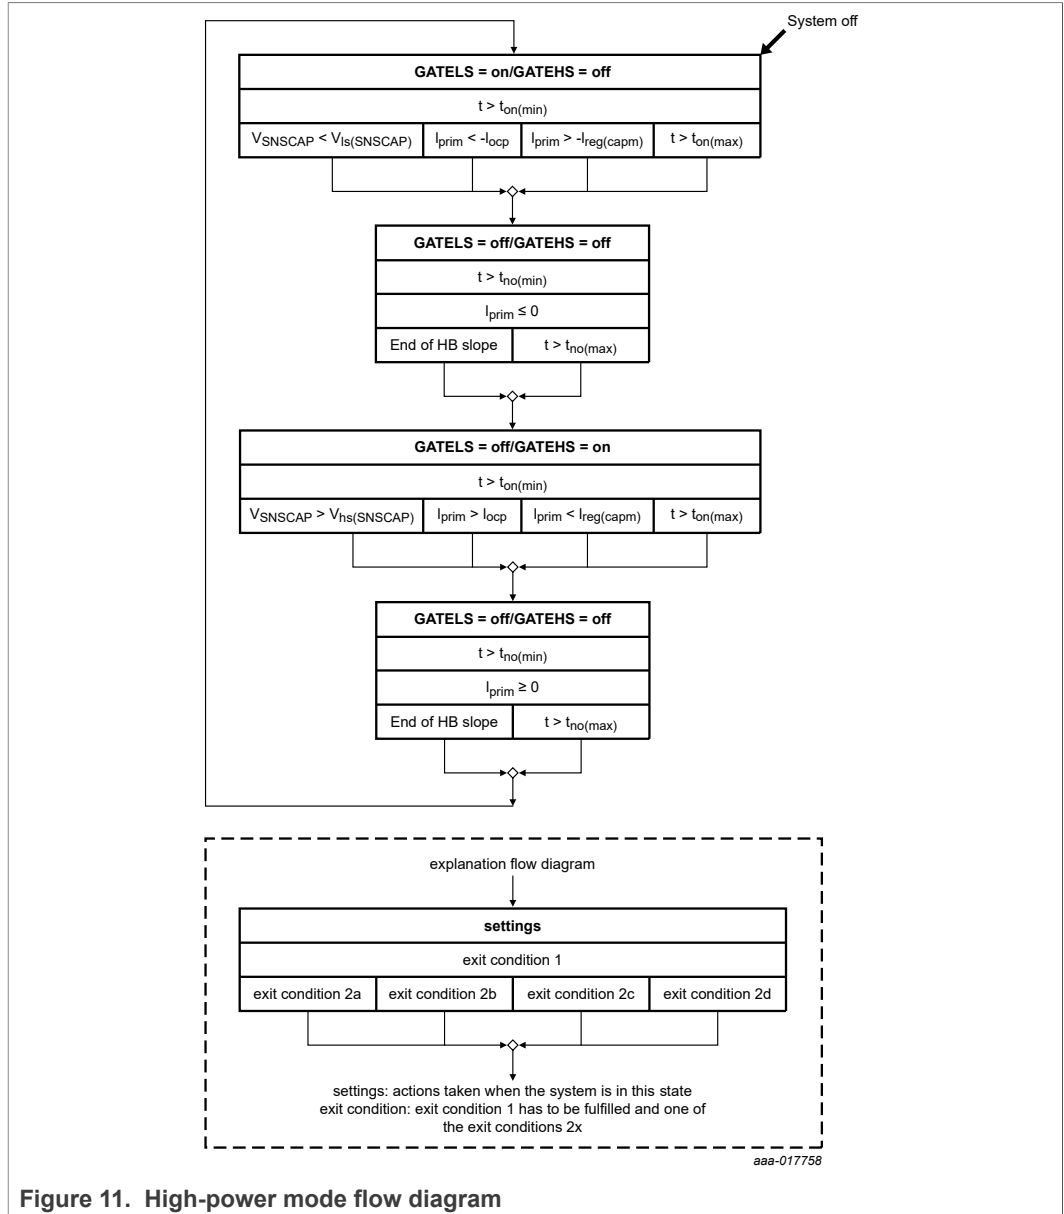 System off
GATELS = on/GATEHS = off
t > ton(min)
VSNSCAP < Vls(SNSCAP)
Iprim < -Iocp
Iprim > -Ireg(capm)
t > ton(max)
GATELS = off/GATEHS = off
t > tno(min)
Iprim ≤ 0
End of HB slope
t > tno(max)
GATELS = off/GATEHS = on
t > ton(min)
VSNSCAP > Vhs(SNSCAP)
Iprim > Iocp
Iprim < Ireg(capm)
t > ton(max)
GATELS = off/GATEHS = off
t > tno(min)
Iprim ≥ 0
End of HB slope
t > tno(max)
explanation flow diagram
settings
exit condition 1
exit condition 2a
exit condition 2b
exit condition 2c
exit condition 2d
settings: actions taken when the system is in this state
exit condition: exit condition 1 has to be fulfilled and one of
the exit conditions 2x
aaa-017758
Figure 11. High-power mode flow diagram